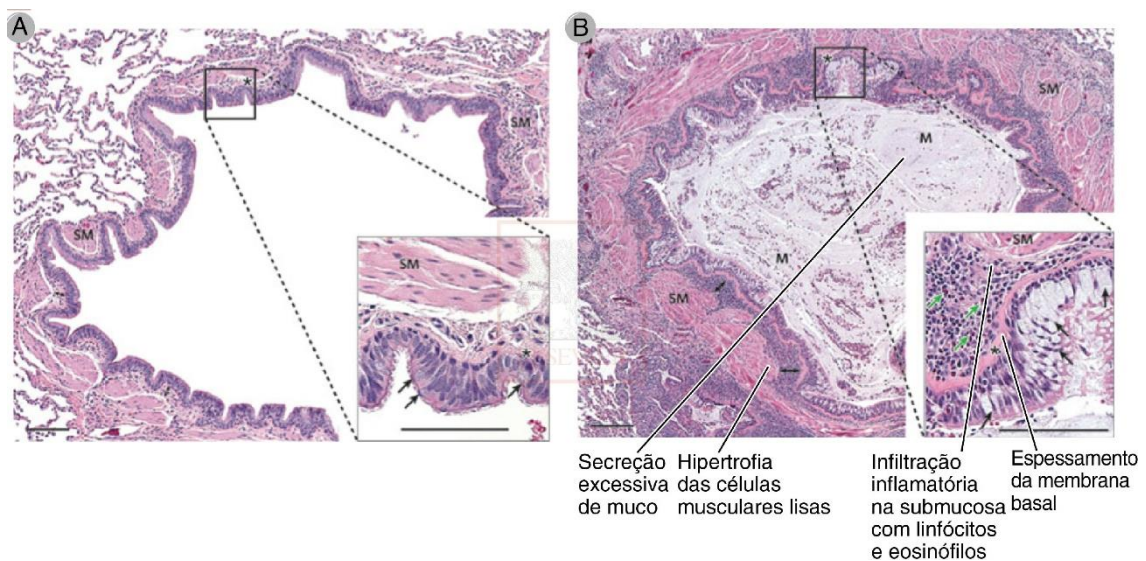 A
SM
SM
*
SM
*
B
*
SM
M
M
SM
SM
*
Secreção
excessiva
de muco
Hipertrofia
das células
musculares lisas
Infiltração
inflamatória
na submucosa
com linfócitos
e eosinófilos
Espessamento
da membrana
basal